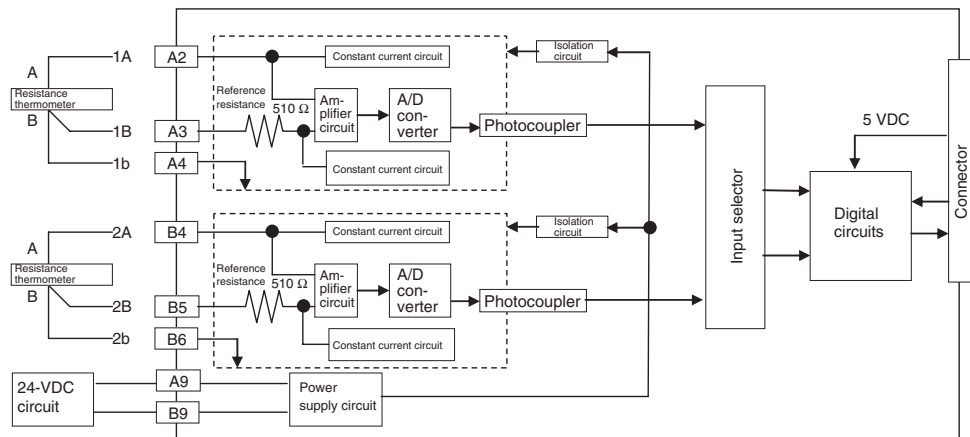 A
Resistance
thermometer
B
1A
1B
1b
A2
A3
A4
Constant current circuit
Reference
resistance
510 Ω
Am-
plifier
circuit
A/D
con-
verter
Constant current circuit
Isolation
circuit
Photocoupler
A
Resistance
thermometer
B
2A
2B
2b
B4
B5
B6
Constant current circuit
Reference
resistance
510 Ω
Am-
plifier
circuit
A/D
con-
verter
Constant current circuit
Isolation
circuit
Photocoupler
24-VDC
circuit
A9
B9
Power
supply circuit
Input selector
5 VDC
Digital
circuits
Connector